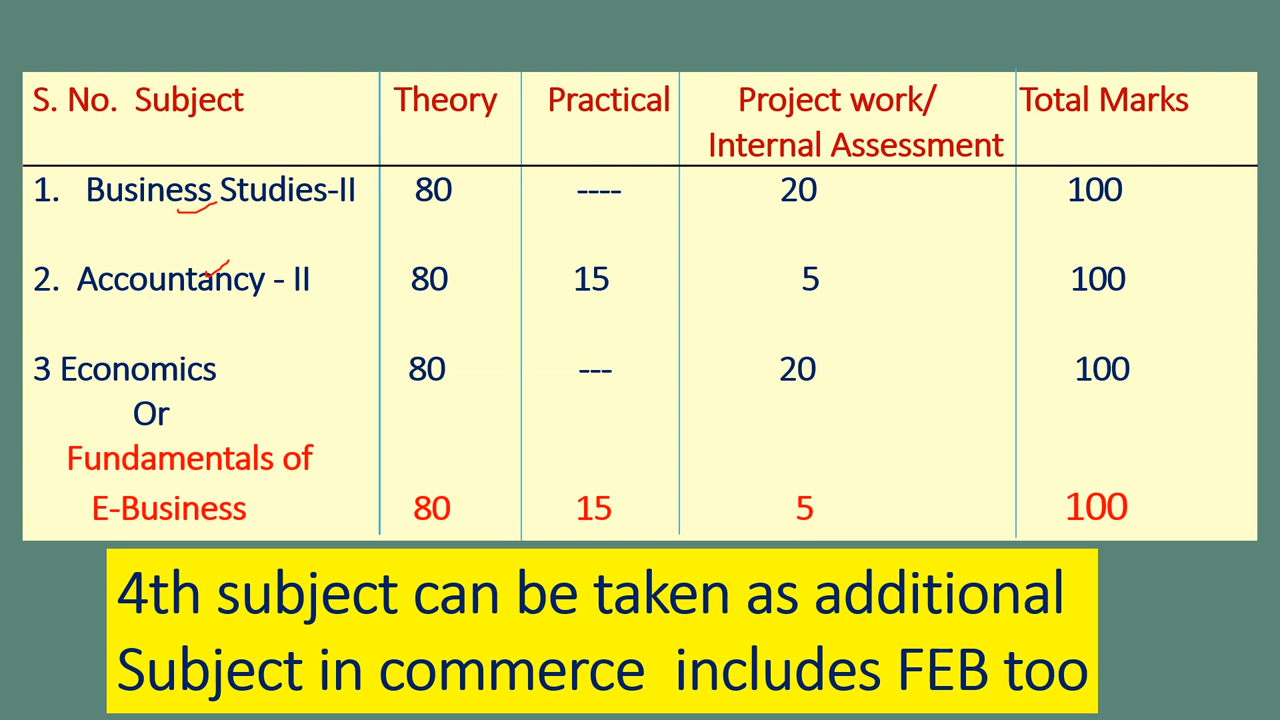 S. No. Subject Theory Practical Project work/ Total Marks
Internal Assessment
1. Business Studies-II 80 ---- 20 100
2. Accountancy - II 80 15 5 100
3 Economics 80 --- 20 100
Or
Fundamentals of
E-Business 80 15 5 100
4th subject can be taken as additional
Subject in commerce includes FEB too